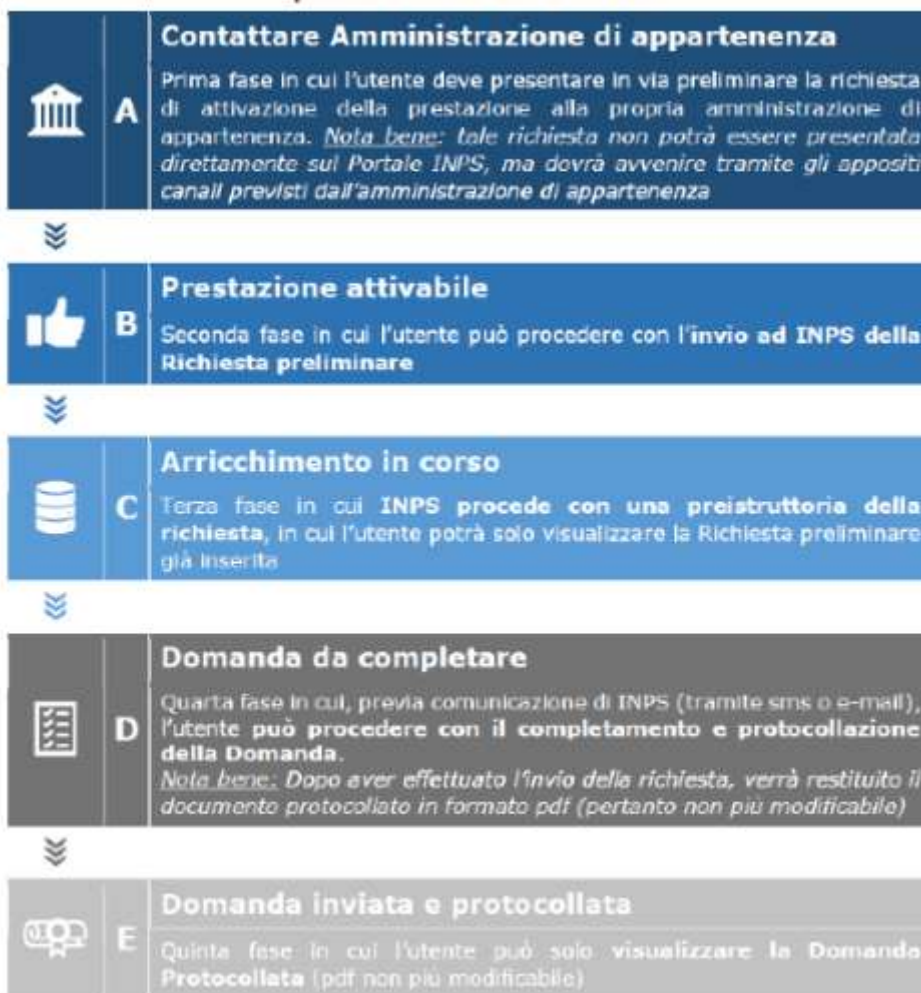 Contattare Amministrazione di appartenenza
A
Prima fase in cui l'utente deve presentare in via preliminare la richiesta
di attivazione della prestazione alla propria amministrazione di
appartenenza. Nota bene: tale richiesta non potrà essere presentata
direttamente sul Portale INPS, ma dovrà avvenire tramite gli appositi
canali previsti dall'amministrazione di appartenenza
Prestazione attivabile
B
Seconda fase in cui l'utente può procedere con l'invio ad INPS della
Richiesta preliminare
Arricchimento in corso
C
Terza fase in cui INPS procede con una preistruttoria della
richiesta, in cui l'utente potrà solo visualizzare la Richiesta preliminare
già inserita
Domanda da completare
D
Quarta fase in cui, previa comunicazione di INPS (tramite sms o e-mail),
l'utente può procedere con il completamento e protocollazione
della Domanda.
Nota bene: Dopo aver effettuato l'invio della richiesta, verrà restituito il
documento protocollato in formato pdf (pertanto non più modificabile)
Domanda inviata e protocollata
E
Quinta fase in cui l'utente può solo visualizzare la Domanda
Protocollata (pdf non più modificabile)